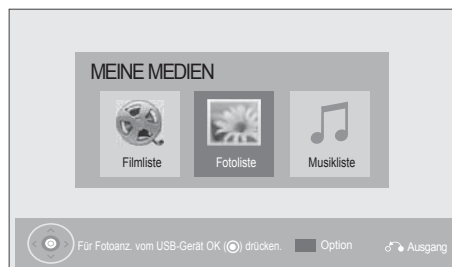 MEINE MEDIEN
Filmliste
Fotoliste
Musikliste
Für Fotoanz. vom USB-Gerät OK (◉) drücken.
Option
Ausgang